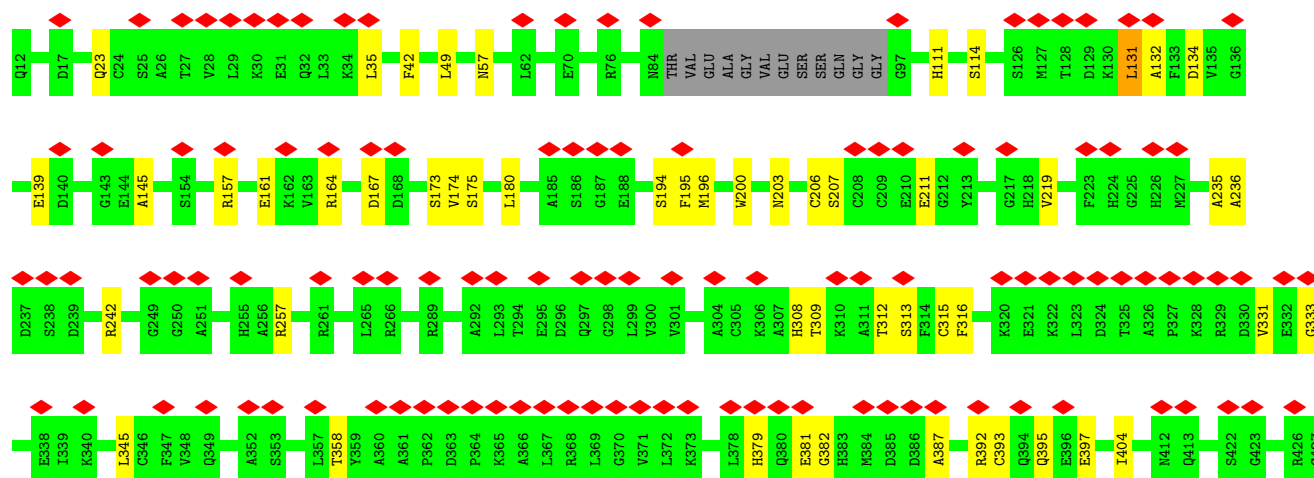 Q12 D17 Q23 C24 S25 A26 T27 V28 L29 K30 E31 Q32 L33 K34 L35 F42 L49 N57 L62 E70 R76 N84 THR VAL GLU ALA GLY VAL GLU SER SER GLN GLY GLY G97 H111 S114 S126 M127 T128 D129 K130 L131 A132 F133 D134 V135 G136
E139 D140 G143 E144 A145 S154 R157 E161 K162 V163 R164 D167 D168 S173 V174 S175 L180 A185 S186 G187 E188 S194 F195 M196 W200 N203 C206 S207 C208 C209 E210 E211 G212 Y213 G217 H218 V219 F223 H224 G225 H226 M227 A235 A236
D237 S238 D239 R242 G249 G250 A251 H255 A256 R257 R261 L265 R266 R289 A292 L293 T294 E295 D296 Q297 G298 L299 V300 V301 A304 C305 K306 A307 H308 T309 K310 A311 T312 S313 F314 C315 F316 K320 E321 K322 L323 D324 T325 A326 P327 K328 R329 D330 V331 E332 G333
E338 I339 K340 L345 C346 F347 V348 Q349 A352 S353 L357 T358 Y359 A360 A361 P362 D363 P364 K365 A366 L367 R368 L369 G370 V371 L372 K373 L378 H379 Q380 E381 G382 H383 M384 D385 D386 A387 R392 C393 Q394 Q395 E396 E397 I404 N412 Q413 S422 G423 R426